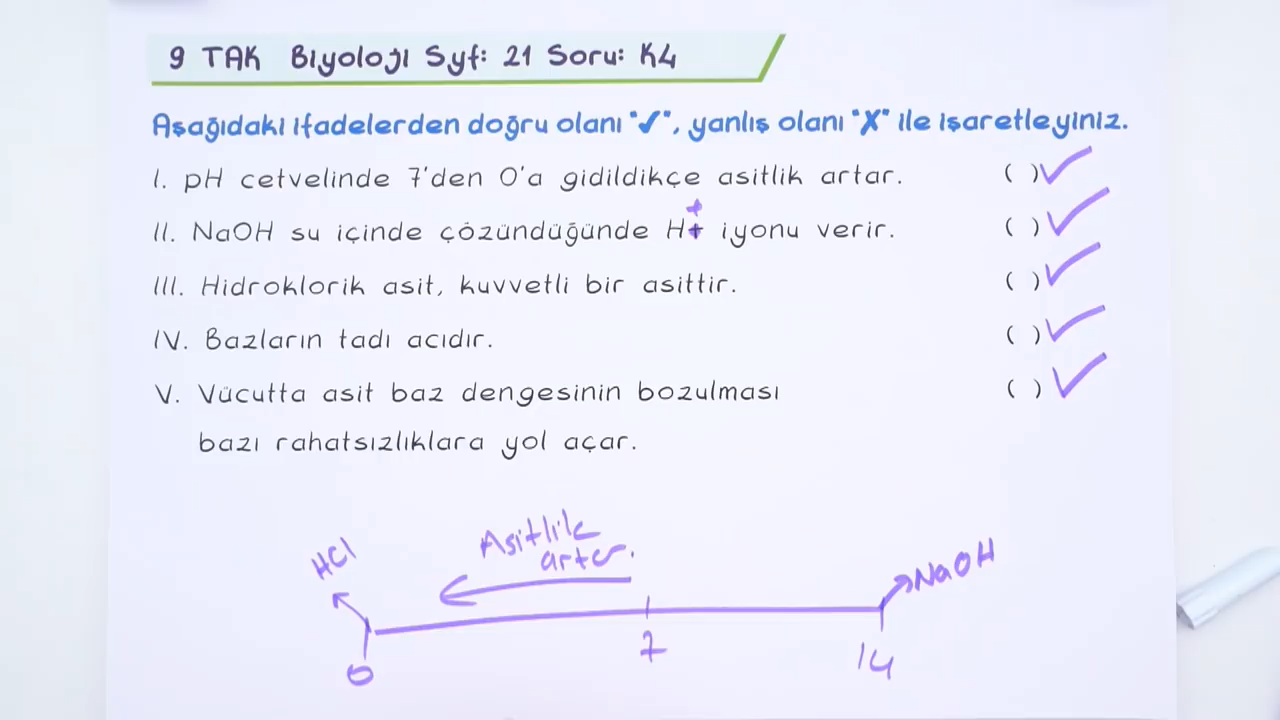 9 TAK Biyoloji Syf: 21 Soru: K4
Aşağıdaki ifadelerden doğru olanı "✓", yanlış olanı "X" ile işaretleyiniz.
I. pH cetvelinde 7'den 0'a gidildikçe asitlik artar. ( ) ✓
II. NaOH su içinde çözündüğünde H+ iyonu verir. ( ) ✓
III. Hidroklorik asit, kuvvetli bir asittir. ( ) ✓
IV. Bazların tadı acıdır. ( ) ✓
V. Vücutta asit baz dengesinin bozulması ( ) ✓
bazı rahatsızlıklara yol açar.
Asitlik
artar.
HCl
NaOH
0
7
14